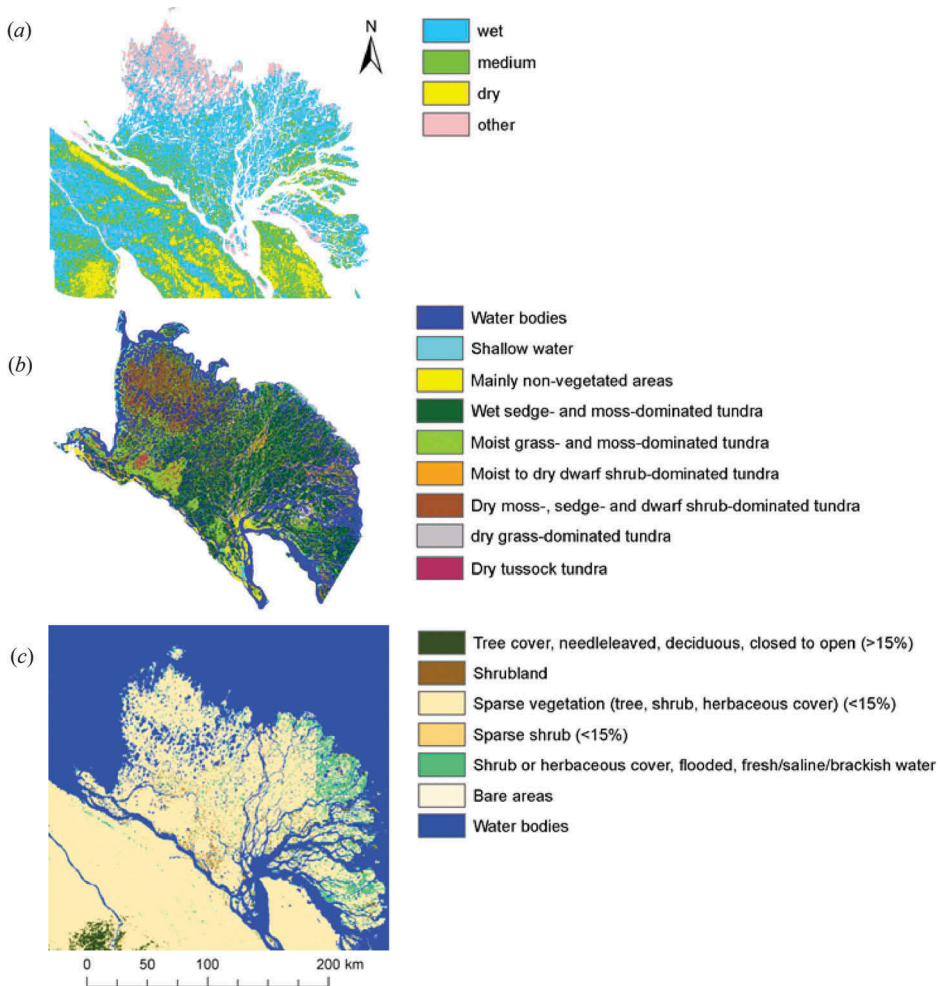 (a)
N
wet
medium
dry
other
(b)
Water bodies
Shallow water
Mainly non-vegetated areas
Wet sedge- and moss-dominated tundra
Moist grass- and moss-dominated tundra
Moist to dry dwarf shrub-dominated tundra
Dry moss-, sedge- and dwarf shrub-dominated tundra
dry grass-dominated tundra
Dry tussock tundra
(c)
Tree cover, needleleaved, deciduous, closed to open (>15%)
Shrubland
Sparse vegetation (tree, shrub, herbaceous cover) (<15%)
Sparse shrub (<15%)
Shrub or herbaceous cover, flooded, fresh/saline/brackish water
Bare areas
Water bodies
0 50 100 200 km